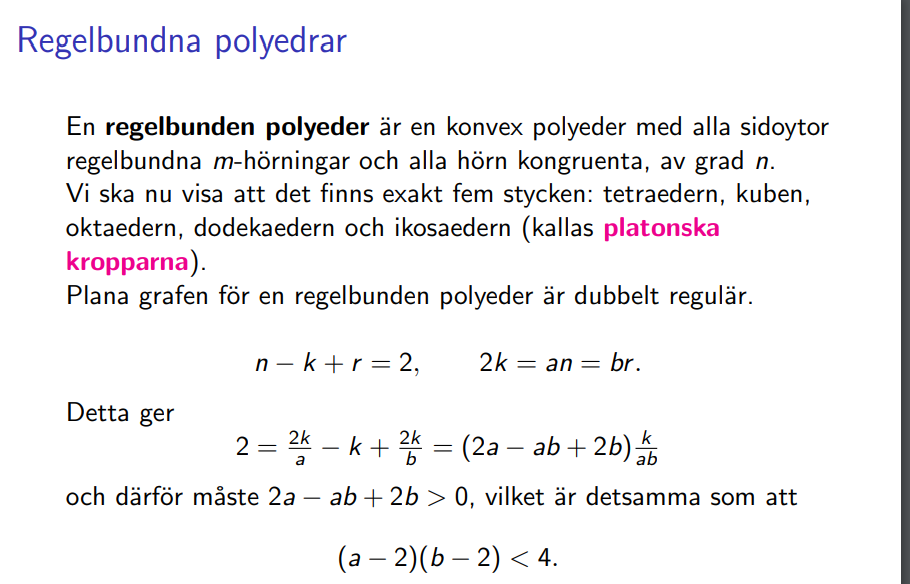 Regelbundna polyedrar
En regelbunden polyeder är en konvex polyeder med alla sidoytor
regelbundna m-hörningar och alla hörn kongruenta, av grad n.
Vi ska nu visa att det finns exakt fem stycken: tetraedern, kuben,
oktaedern, dodekaedern och ikosaedern (kallas platonska
kropparna).
Plana grafen för en regelbunden polyeder är dubbelt regulär.
n − k + r = 2, 2k = an = br.
Detta ger
2 = 2k/a − k + 2k/b = (2a − ab + 2b) k/ab
och därför måste 2a − ab + 2b > 0, vilket är detsamma som att
(a − 2)(b − 2) < 4.